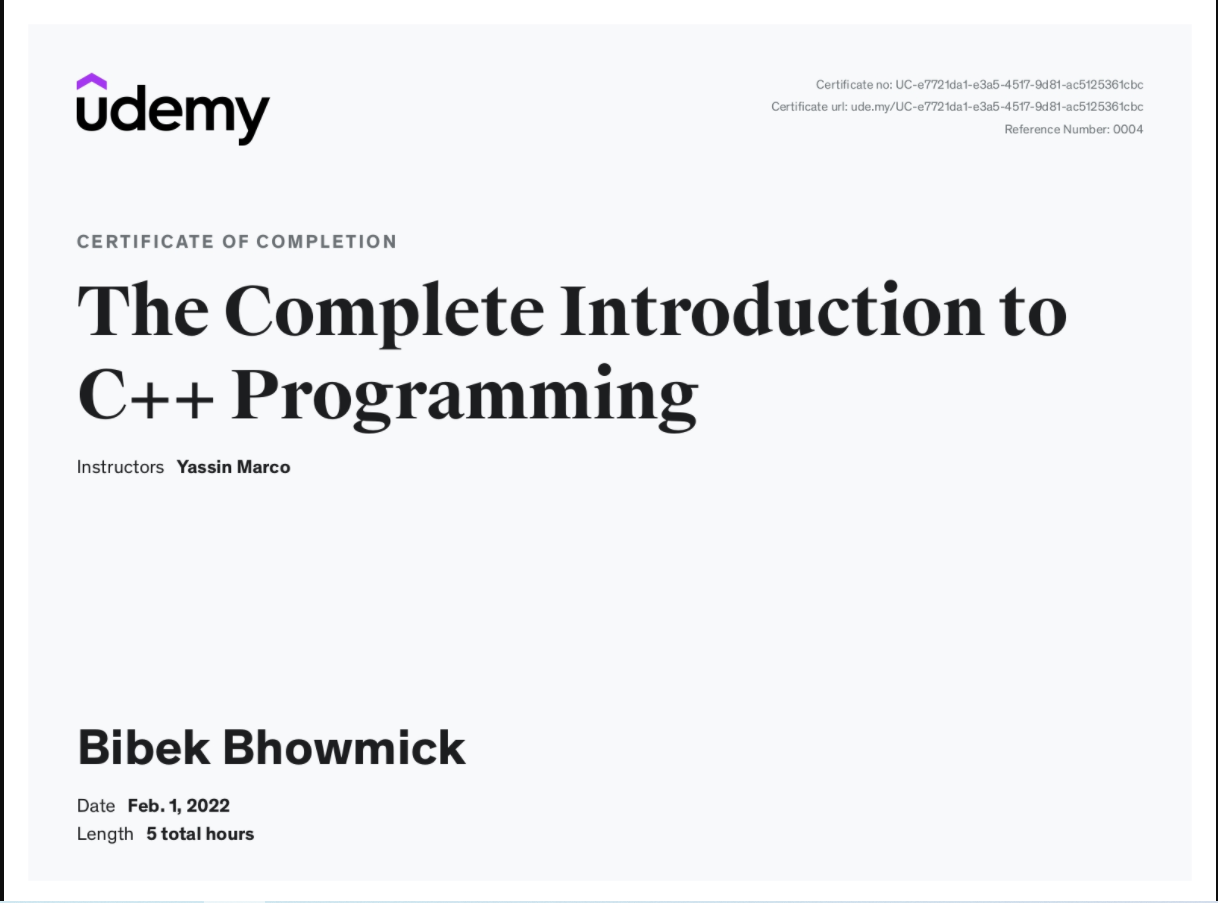 udemy
Certificate no: UC-e7721da1-e3a5-4517-9d81-ac5125361cbc
Certificate url: ude.my/UC-e7721da1-e3a5-4517-9d81-ac5125361cbc
Reference Number: 0004
CERTIFICATE OF COMPLETION
The Complete Introduction to
C++ Programming
Instructors Yassin Marco
Bibek Bhowmick
Date Feb. 1, 2022
Length 5 total hours